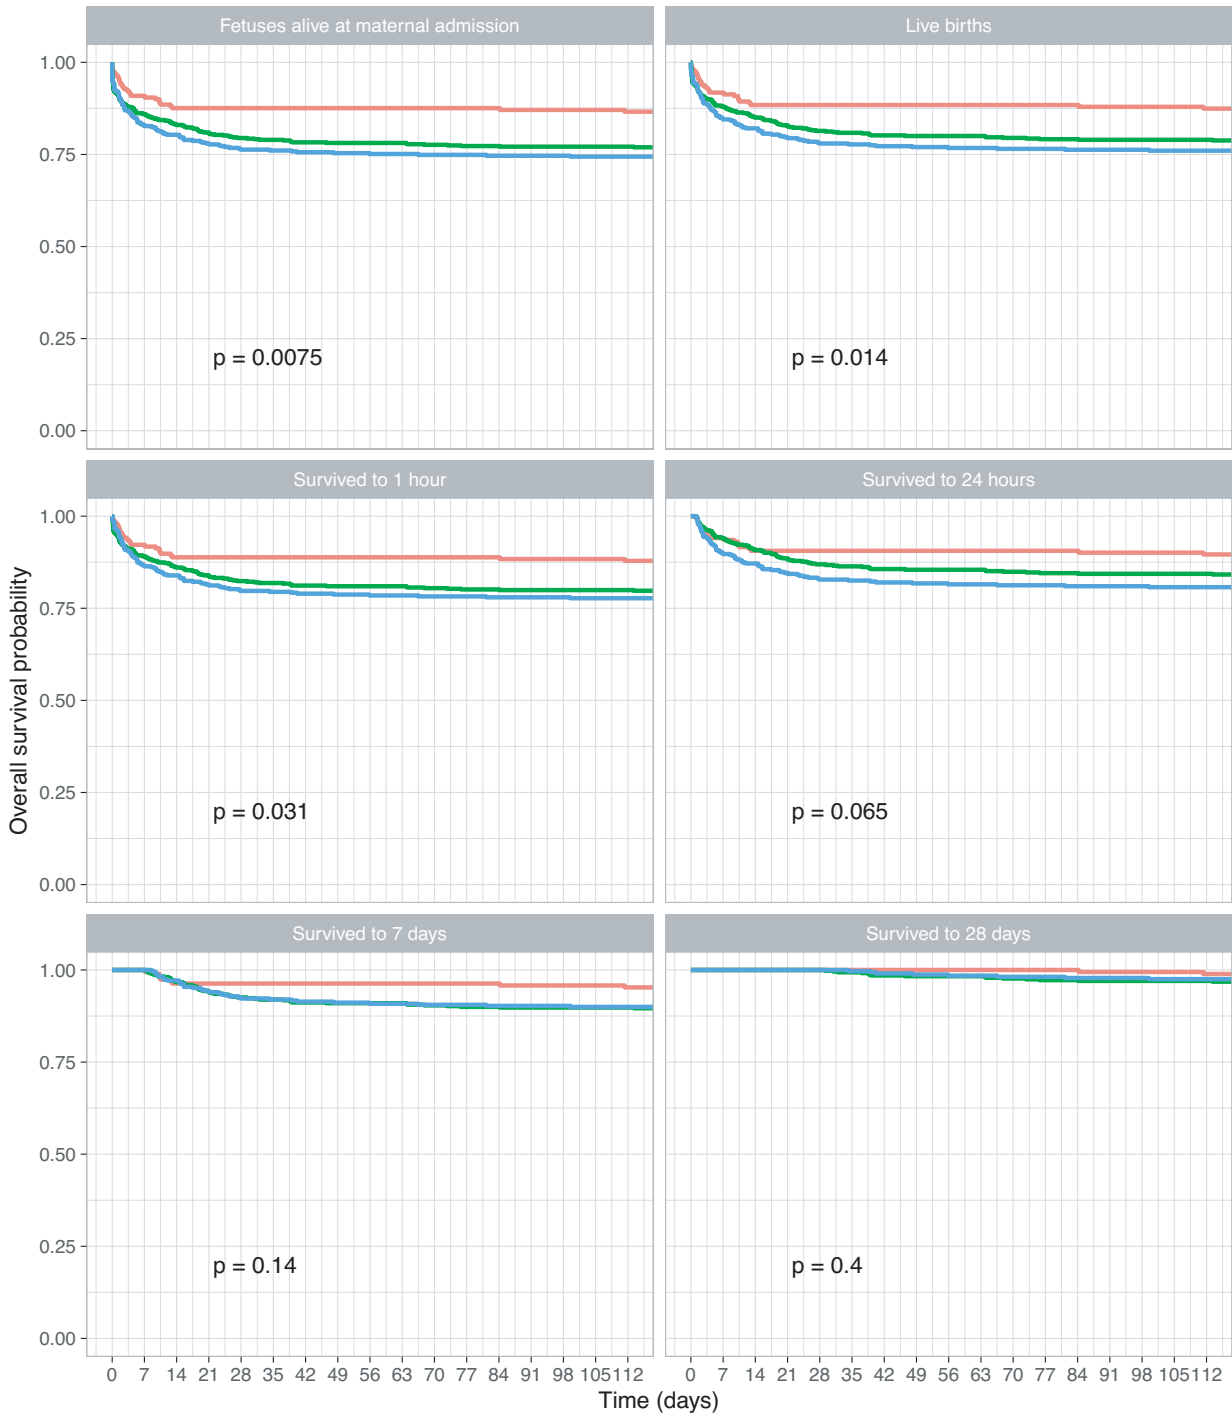 Fetuses alive at maternal admission
Live births
1.00
0.75
0.50
0.25
0.00
p = 0.0075
p = 0.014
Survived to 1 hour
Survived to 24 hours
1.00
0.75
0.50
0.25
0.00
p = 0.031
p = 0.065
Overall survival probability
Survived to 7 days
Survived to 28 days
1.00
0.75
0.50
0.25
0.00
p = 0.14
p = 0.4
0 7 14 21 28 35 42 49 56 63 70 77 84 91 98 105 112
0 7 14 21 28 35 42 49 56 63 70 77 84 91 98 105 112
Time (days)